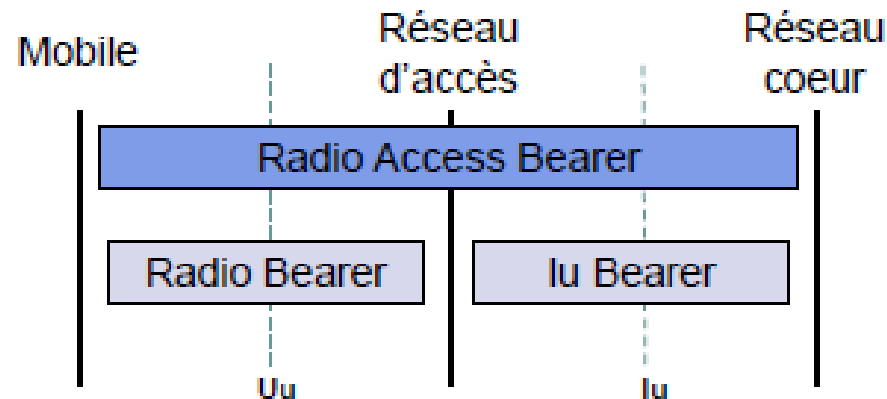 Mobile
Réseau
d'accès
Réseau
coeur
Radio Access Bearer
Radio Bearer
Iu Bearer
Uu
Iu